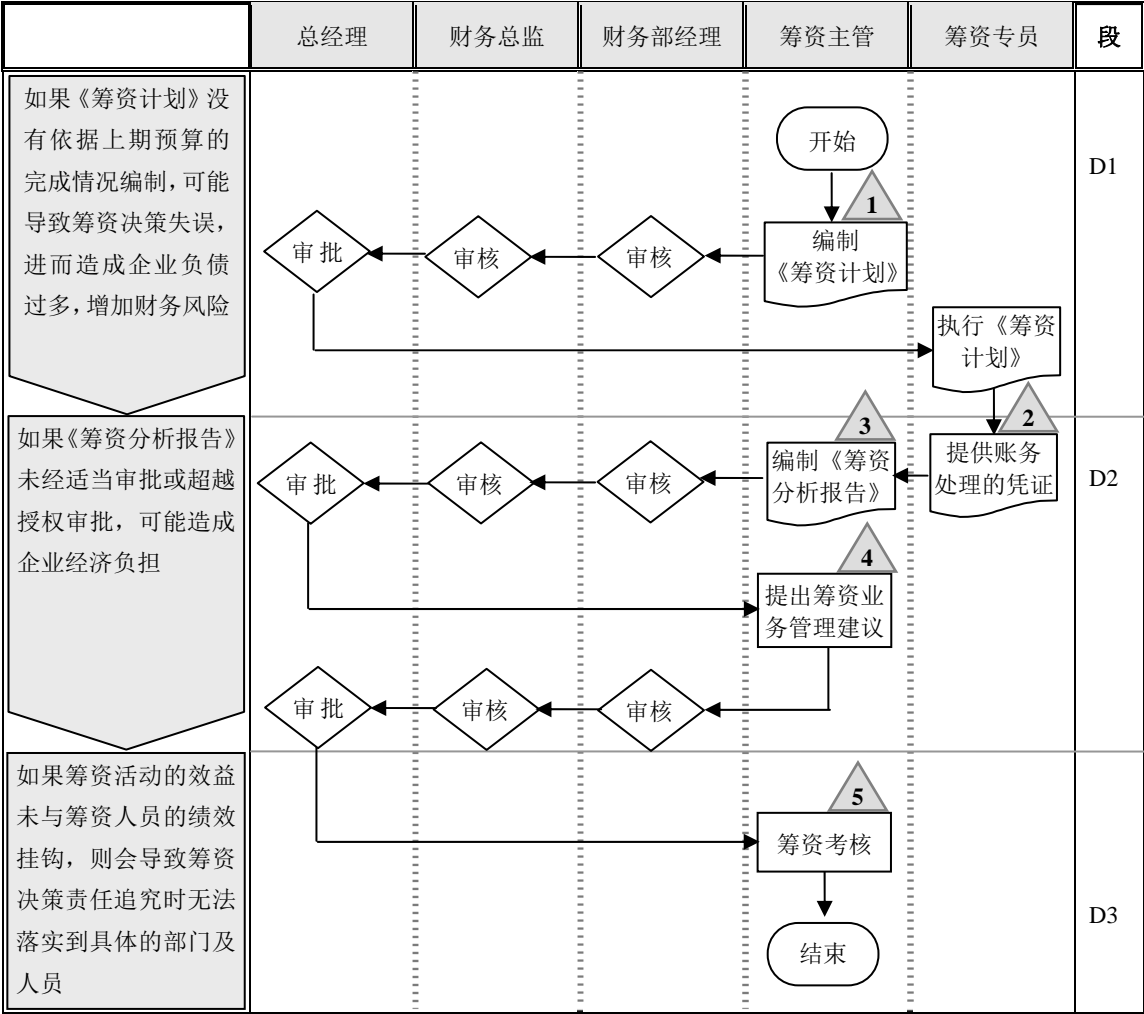 总经理
财务总监
财务部经理
筹资主管
筹资专员
段
如果《筹资计划》没
有依据上期预算的
完成情况编制，可能
导致筹资决策失误，
进而造成企业负债
过多，增加财务风险
开始
1
编制
《筹资计划》
审核
审核
审批
执行《筹资
计划》
D1
如果《筹资分析报告》
未经适当审批或超越
授权审批，可能造成
企业经济负担
2
提供账务
处理的凭证
3
编制《筹资
分析报告》
审核
审核
审批
4
提出筹资业
务管理建议
审核
审核
审批
D2
如果筹资活动的效益
未与筹资人员的绩效
挂钩，则会导致筹资
决策责任追究时无法
落实到具体的部门及
人员
5
筹资考核
结束
D3